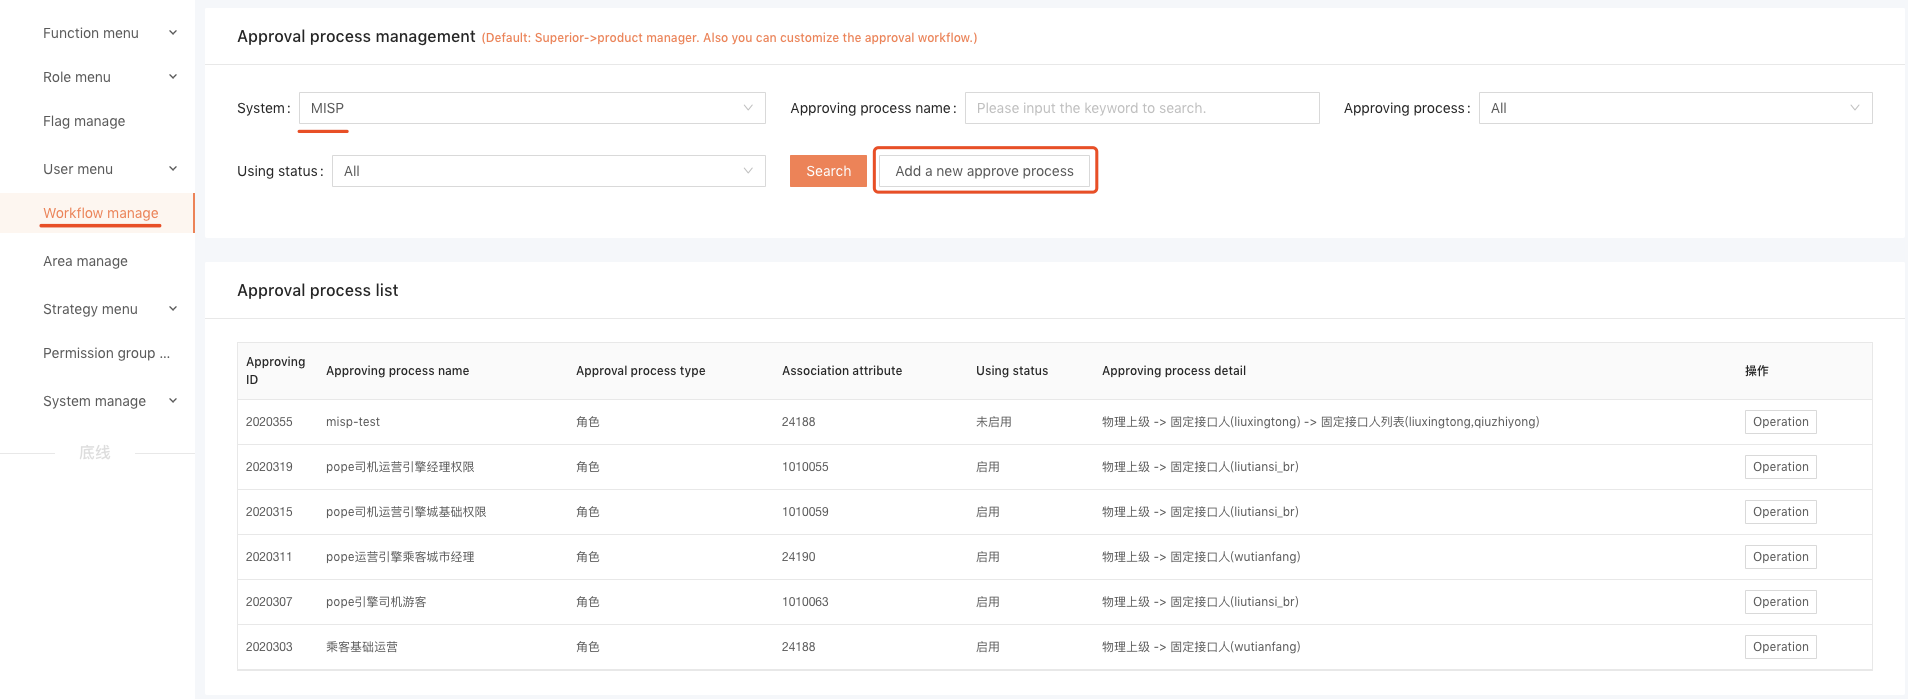 Function menu
Role menu
Flag manage
User menu
Workflow manage
Area manage
Strategy menu
Permission group ...
System manage
底线
Approval process management (Default: Superior->product manager. Also you can customize the approval workflow.)
System: MISP Approving process name: Please input the keyword to search. Approving process: All
Using status: All Search Add a new approve process
Approval process list
Approving ID Approving process name Approval process type Association attribute Using status Approving process detail 操作
2020355 misp-test 角色 24188 未启用 物理上级 -> 固定接口人(liuxingtong) -> 固定接口人列表(liuxingtong,qiuzhiyong) Operation
2020319 pope司机运营引擎经理权限 角色 1010055 启用 物理上级 -> 固定接口人(liutiansi_br) Operation
2020315 pope司机运营引擎城基础权限 角色 1010059 启用 物理上级 -> 固定接口人(liutiansi_br) Operation
2020311 pope运营引擎乘客城市经理 角色 24190 启用 物理上级 -> 固定接口人(wutianfang) Operation
2020307 pope引擎司机游客 角色 1010063 启用 物理上级 -> 固定接口人(liutiansi_br) Operation
2020303 乘客基础运营 角色 24188 启用 物理上级 -> 固定接口人(wutianfang) Operation